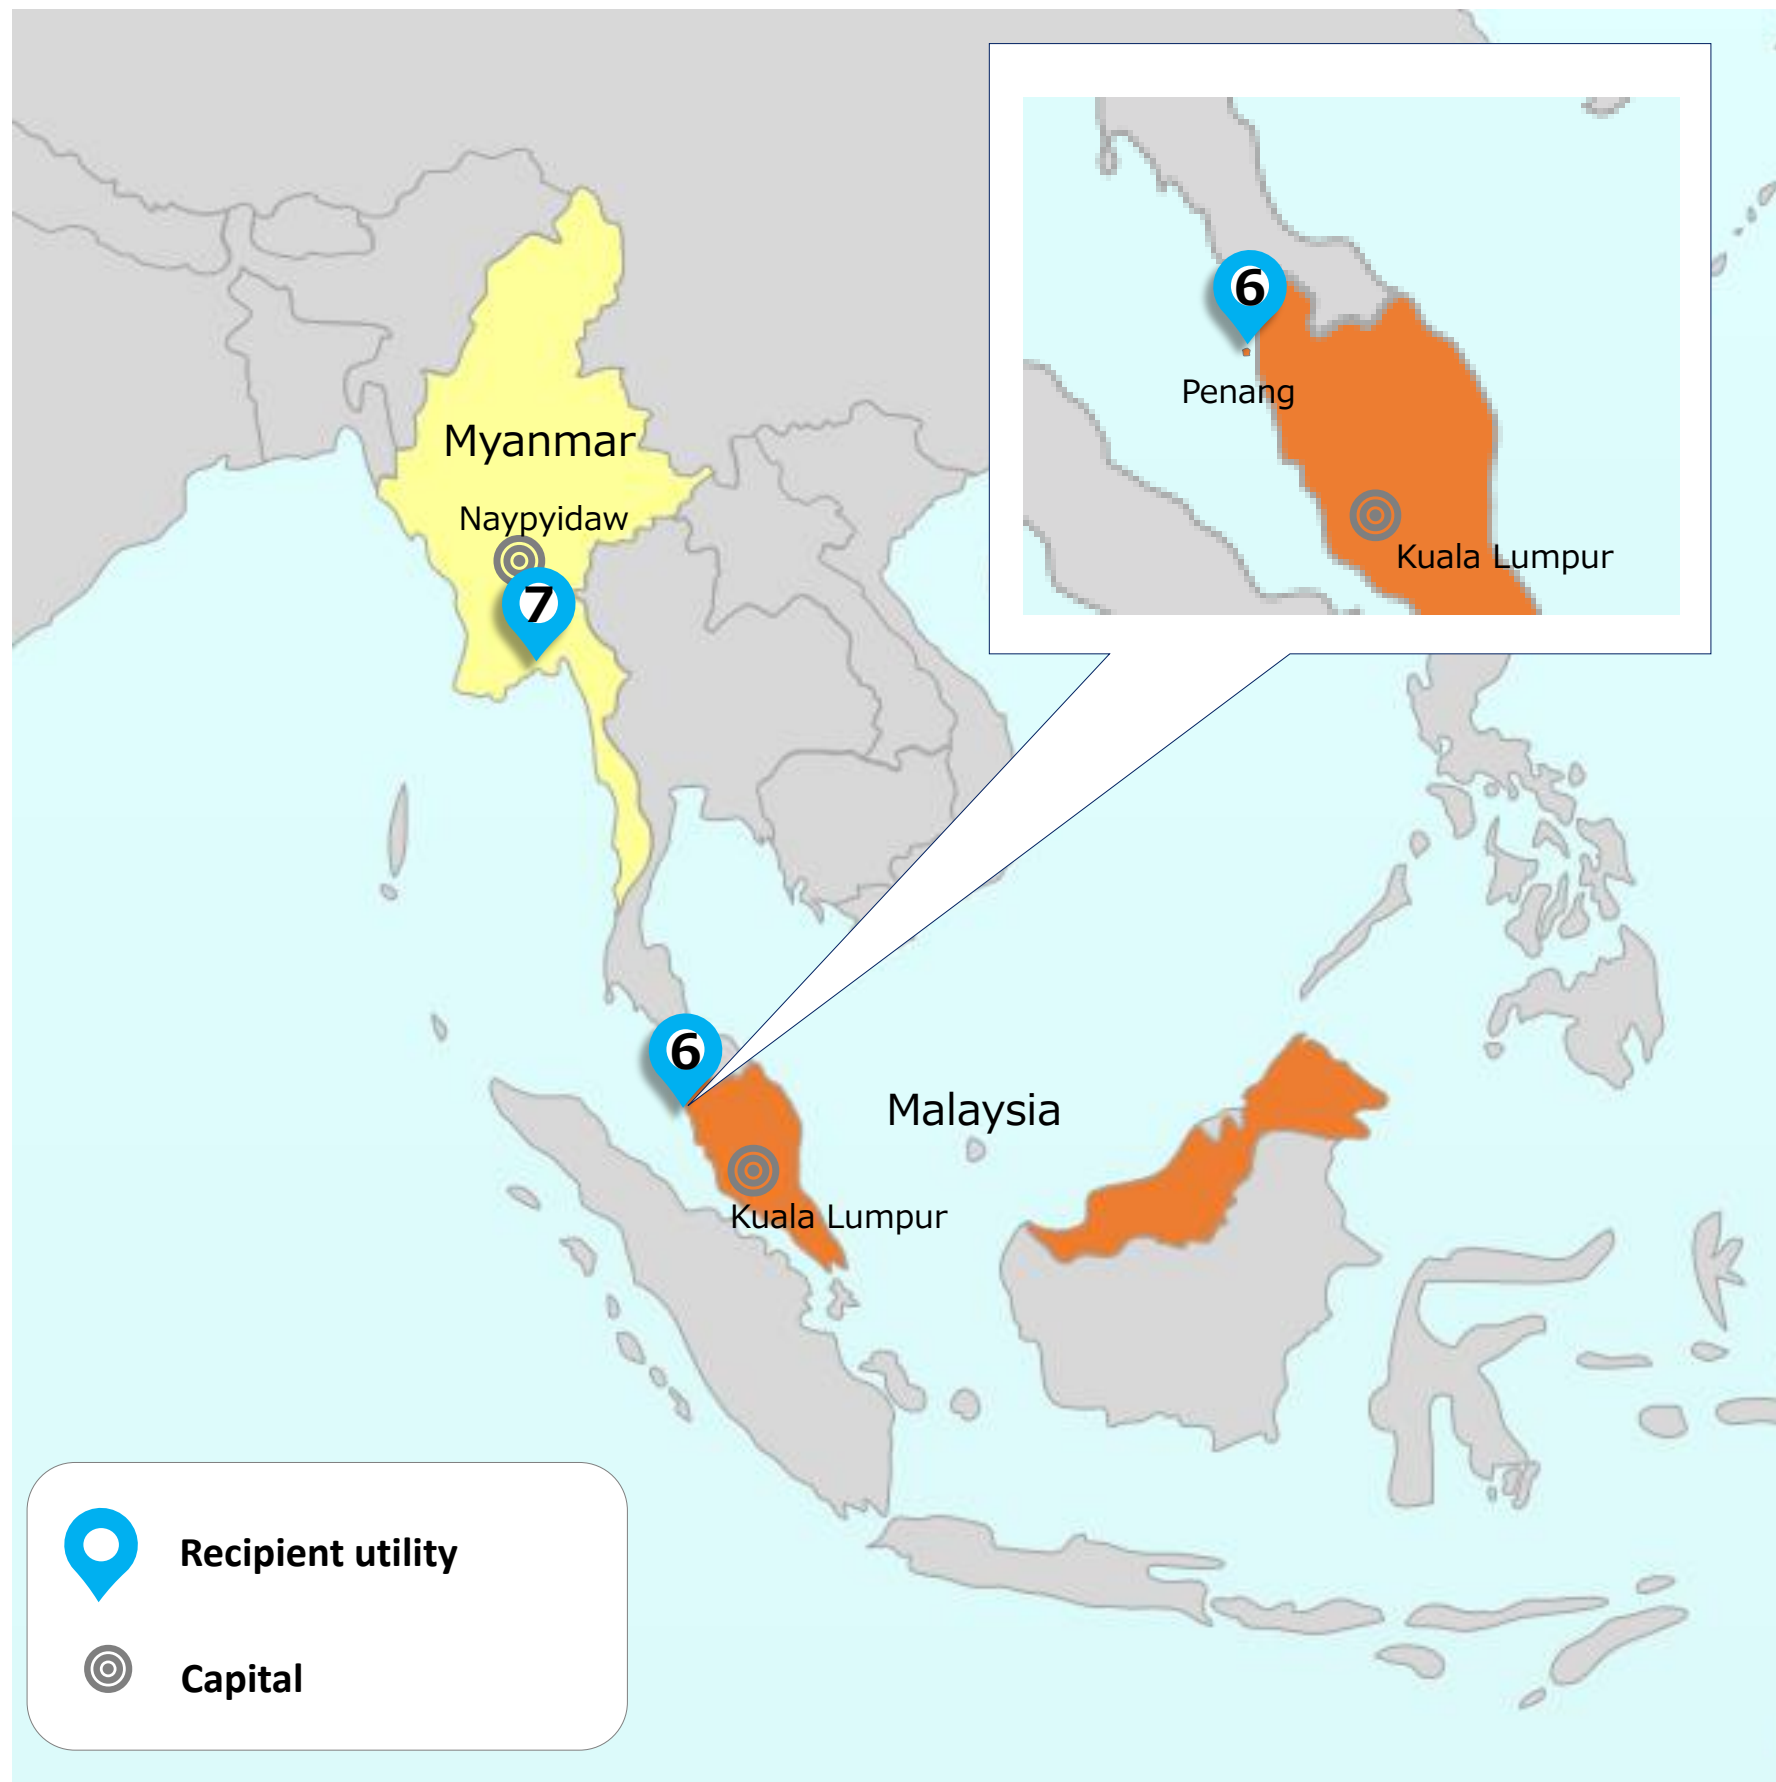 6
Penang
Kuala Lumpur
Myanmar
Naypyidaw
7
6
Malaysia
Kuala Lumpur
Recipient utility
Capital